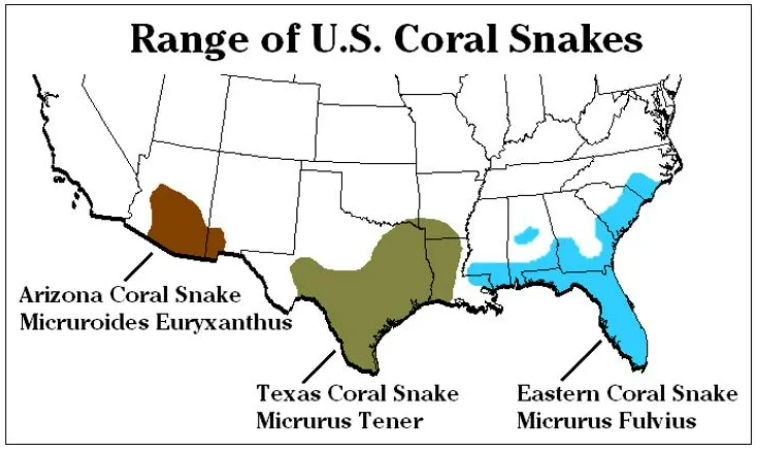 Range of U.S. Coral Snakes
Arizona Coral Snake
Micruroides Euryxanthus
Texas Coral Snake
Micrurus Tener
Eastern Coral Snake
Micrurus Fulvius